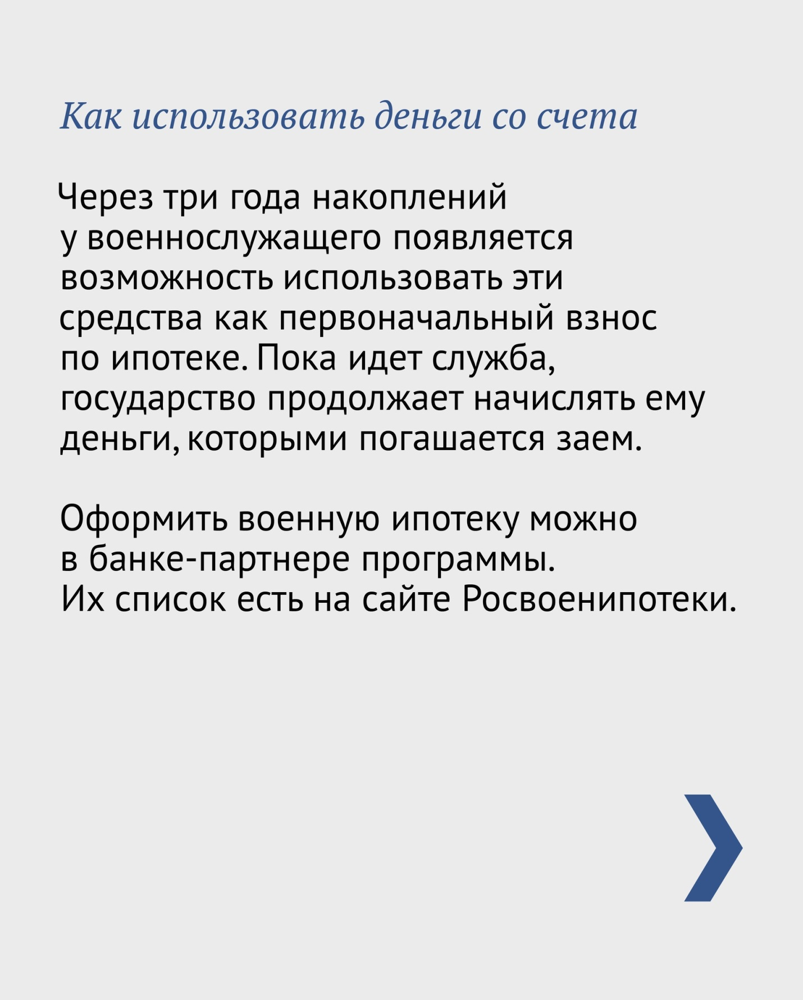 Как использовать деньги со счета
Через три года накоплений
у военнослужащего появляется
возможность использовать эти
средства как первоначальный взнос
по ипотеке. Пока идет служба,
государство продолжает начислять ему
деньги, которыми погашается заем.
Оформить военную ипотеку можно
в банке-партнере программы.
Их список есть на сайте Росвоенипотеки.